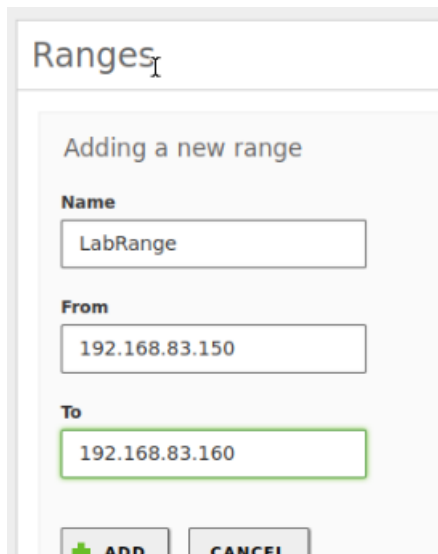 Ranges
Adding a new range
Name
LabRange
From
192.168.83.150
To
192.168.83.160
ADD CANCEL